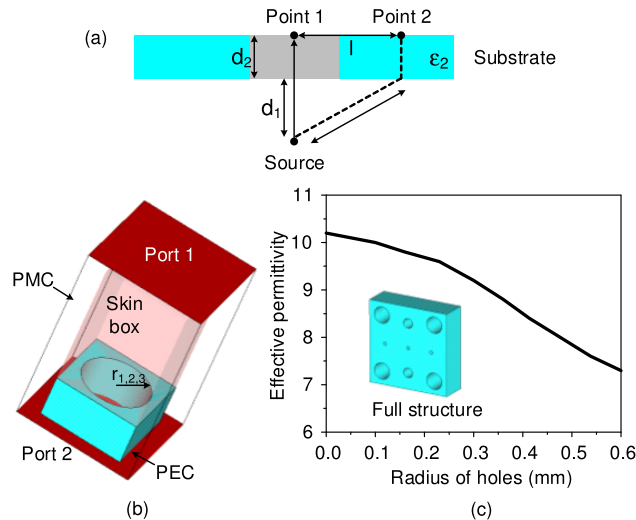 (a)
Point 1
Point 2
l
d2
ε2
Substrate
d1
Source
Port 1
PMC
Skin
box
r1,2,3
Port 2
PEC
(b)
11
10
9
8
7
6
Effective permittivity
Full structure
0.0 0.1 0.2 0.3 0.4 0.5 0.6
Radius of holes (mm)
(c)